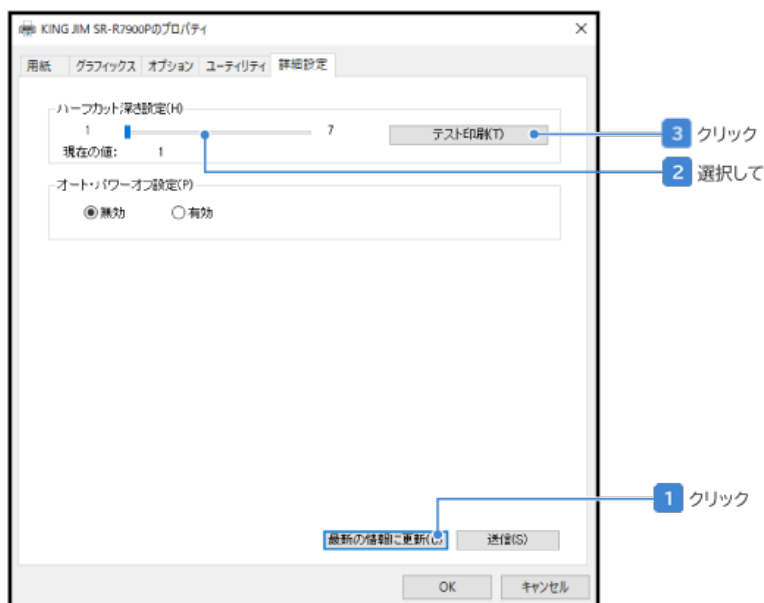 KING JIM SR-R7900Pのプロパティ
用紙 グラフィックス オプション ユーティリティ 詳細設定
ハーフカット深さ設定(H)
1 7 テスト印刷(T)
現在の値: 1
3 クリック
2 選択して
オート・パワーオフ設定(P)
無効 有効
1 クリック
最新の情報に更新 送信(S)
OK キャンセル